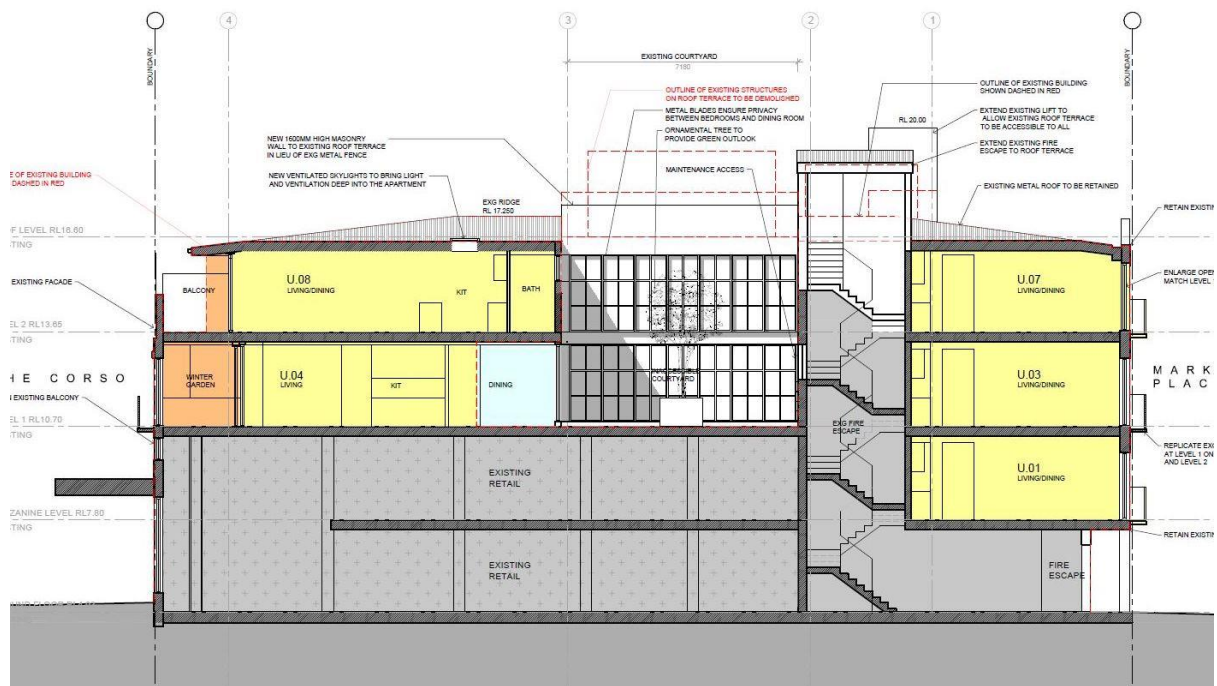 4
3
2
1
BOUNDARY
BOUNDARY
EXISTING COURTYARD
7160
OUTLINE OF EXISTING STRUCTURES
ON ROOF TERRACE TO BE DEMOLISHED
METAL BLADES ENSURE PRIVACY
BETWEEN BEDROOMS AND DINING ROOM
ORNAMENTAL TREE TO
PROVIDE GREEN OUTLOOK
MAINTENANCE ACCESS
OUTLINE OF EXISTING BUILDING
SHOWN DASHED IN RED
RL 20.00
EXTEND EXISTING LIFT TO
ALLOW EXISTING ROOF TERRACE
TO BE ACCESSIBLE TO ALL
EXTEND EXISTING FIRE
ESCAPE TO ROOF TERRACE
EXISTING METAL ROOF TO BE RETAINED
NEW 1600MM HIGH MASONRY
WALL TO EXISTING ROOF TERRACE
IN LIEU OF EXG METAL FENCE
NEW VENTILATED SKYLIGHTS TO BRING LIGHT
AND VENTILATION DEEP INTO THE APARTMENT
EXG RIDGE
RL 17.250
E OF EXISTING BUILDING
DASHED IN RED
F LEVEL RL16.60
TING
RETAIN EXISTIN
EXISTING FACADE
BALCONY
U.08
LIVING/DINING
KIT
BATH
U.07
LIVING/DINING
ENLARGE OPEN
MATCH LEVEL
EL 2 RL13.65
TING
HE CORSO
WINTER
GARDEN
U.04
LIVING
KIT
DINING
INACCESSIBLE
COURTYARD
U.03
LIVING/DINING
MARK
PLAC
N EXISTING BALCONY
EL 1 RL10.70
TING
EXG FIRE
ESCAPE
REPLICATE EXG
AT LEVEL 1 ON
AND LEVEL 2
EXISTING
RETAIL
U.01
LIVING/DINING
ZANINE LEVEL RL7.80
TING
RETAIN EXISTIN
EXISTING
RETAIL
FIRE
ESCAPE